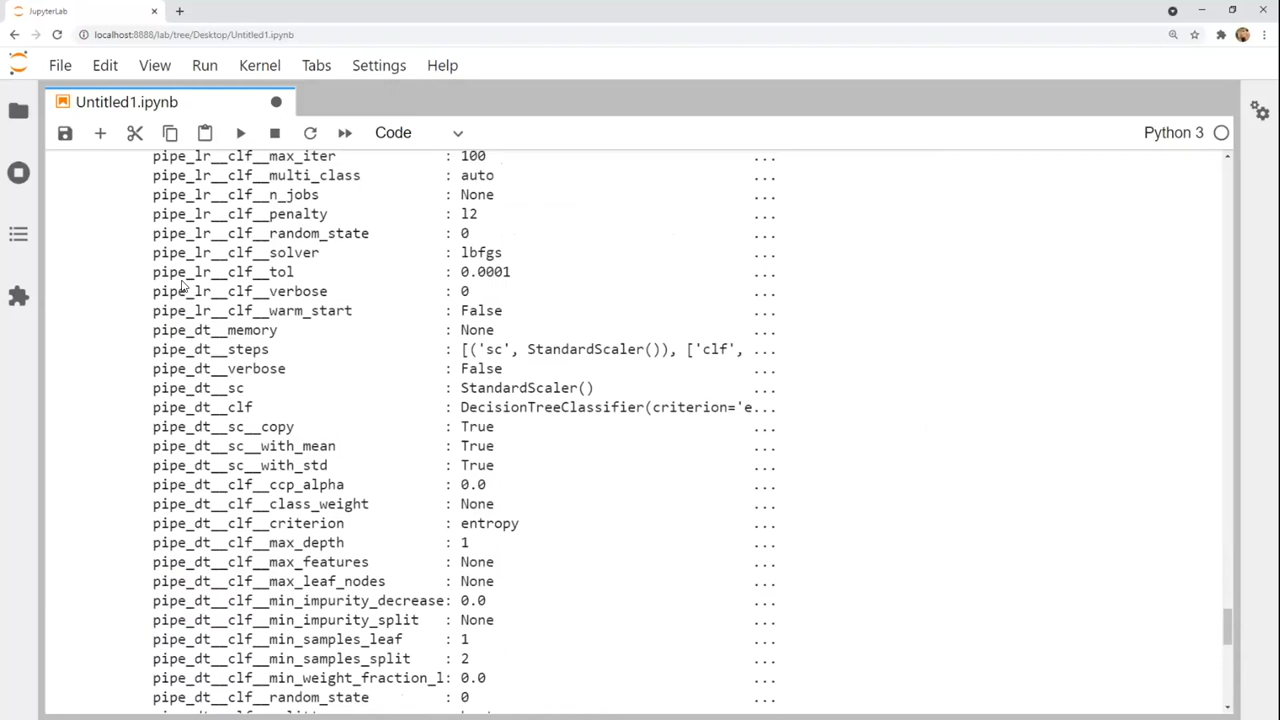 JupyterLab
localhost:8888/lab/tree/Desktop/Untitled1.ipynb
File Edit View Run Kernel Tabs Settings Help
Untitled1.ipynb
Code Python 3
pipe_lr__clf__max_iter : 100 ...
pipe_lr__clf__multi_class : auto ...
pipe_lr__clf__n_jobs : None ...
pipe_lr__clf__penalty : l2 ...
pipe_lr__clf__random_state : 0 ...
pipe_lr__clf__solver : lbfgs ...
pipe_lr__clf__tol : 0.0001 ...
pipe_lr__clf__verbose : 0 ...
pipe_lr__clf__warm_start : False ...
pipe_dt__memory : None ...
pipe_dt__steps : [('sc', StandardScaler()), ['clf', ...
pipe_dt__verbose : False ...
pipe_dt__sc : StandardScaler() ...
pipe_dt__clf : DecisionTreeClassifier(criterion='e...
pipe_dt__sc__copy : True ...
pipe_dt__sc__with_mean : True ...
pipe_dt__sc__with_std : True ...
pipe_dt__clf__ccp_alpha : 0.0 ...
pipe_dt__clf__class_weight : None ...
pipe_dt__clf__criterion : entropy ...
pipe_dt__clf__max_depth : 1 ...
pipe_dt__clf__max_features : None ...
pipe_dt__clf__max_leaf_nodes : None ...
pipe_dt__clf__min_impurity_decrease: 0.0 ...
pipe_dt__clf__min_impurity_split : None ...
pipe_dt__clf__min_samples_leaf : 1 ...
pipe_dt__clf__min_samples_split : 2 ...
pipe_dt__clf__min_weight_fraction_l: 0.0 ...
pipe_dt__clf__random_state : 0 ...